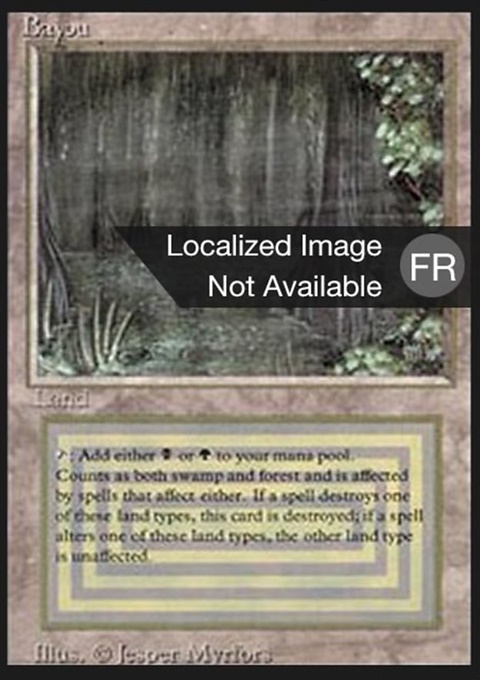 Bayou
Localized Image
Not Available
FR
Land
: Add either or to your mana pool.
Counts as both swamp and forest and is affected
by spells that affect either. If a spell destroys one
of these land types, this card is destroyed; if a spell
alters one of these land types, the other land type
is unaffected.
Illus. © Jesper Myrfors